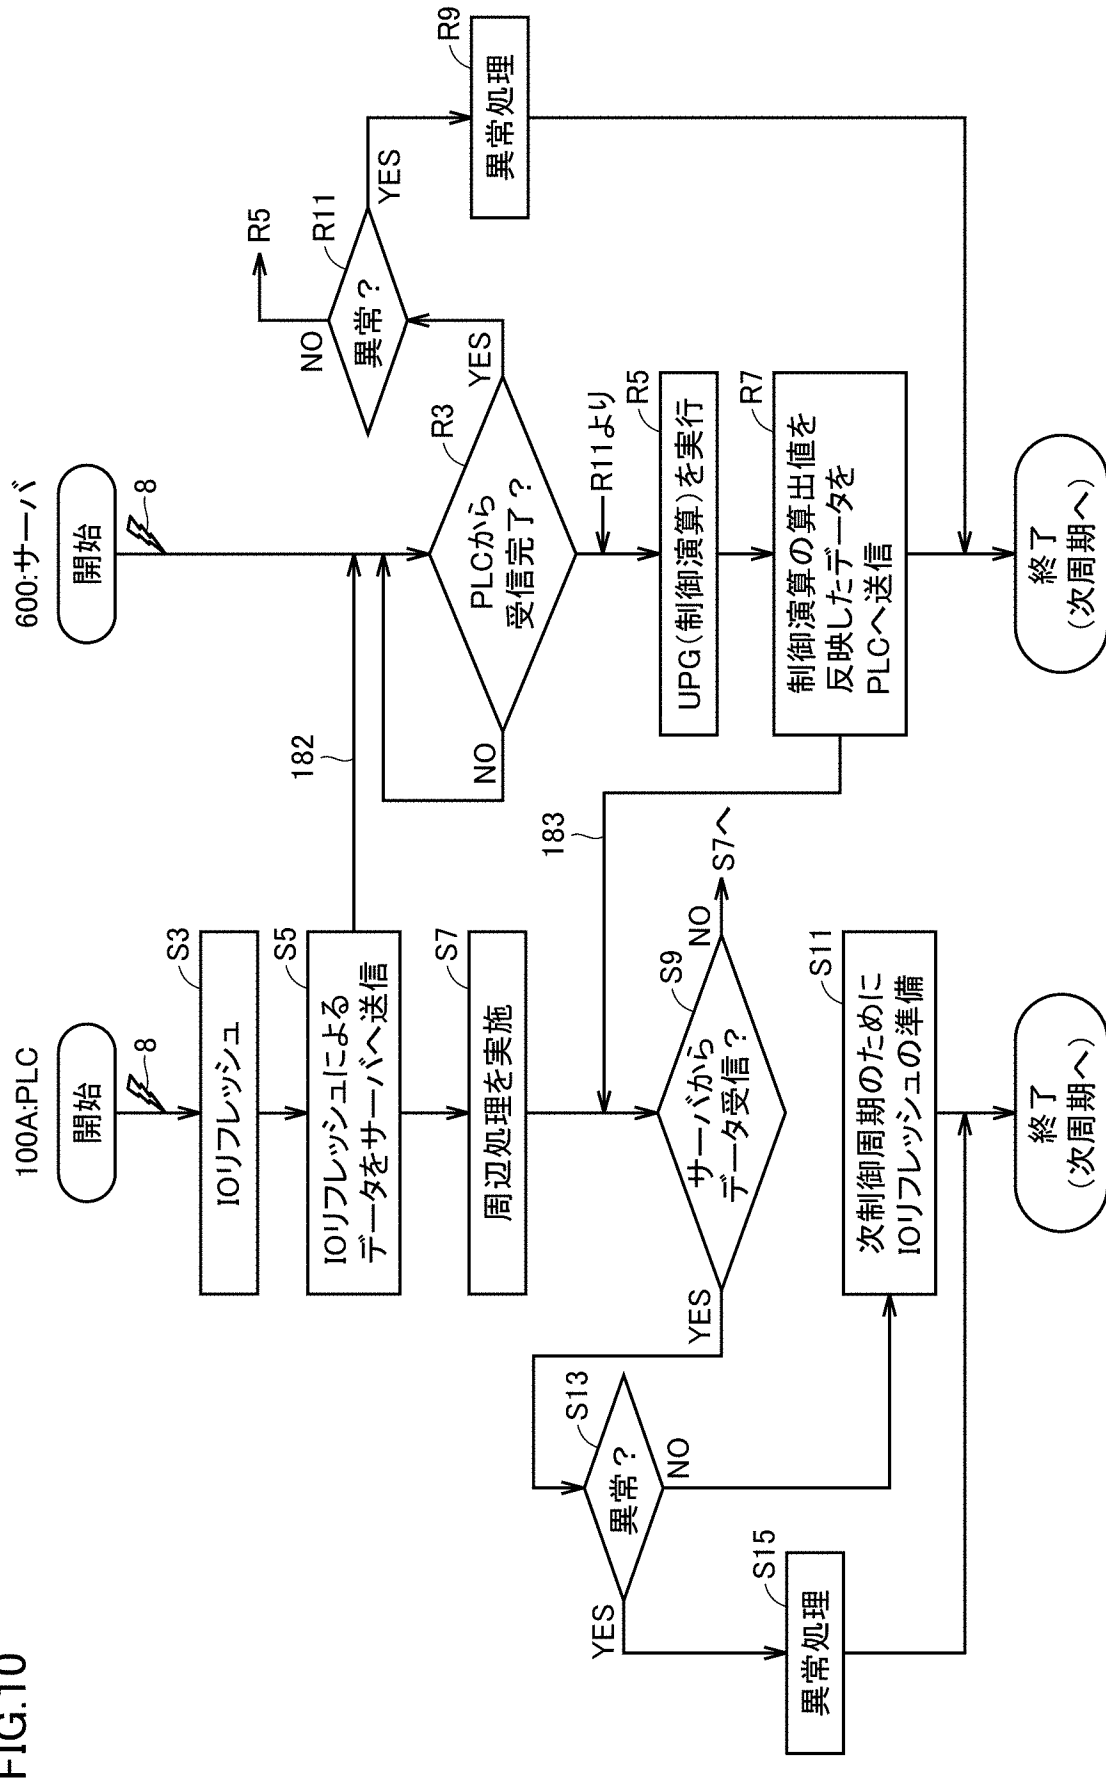 FIG.10
100A:PLC
開始
8
S3
IOリフレッシュ
S5
IOリフレッシュによる
データをサーバへ送信
182
S7
周辺処理を実施
183
S9
サーバから
データ受信?
NO
S7へ
YES
S13
異常?
NO
YES
S15
異常処理
S11
次制御周期のために
IOリフレッシュの準備
終了
(次周期へ)
600:サーバ
開始
8
R3
PLCから
受信完了?
NO
YES
R11
異常?
NO
R5
YES
R9
異常処理
R11より
R5
UPG(制御演算)を実行
R7
制御演算の算出値を
反映したデータを
PLCへ送信
終了
(次周期へ)